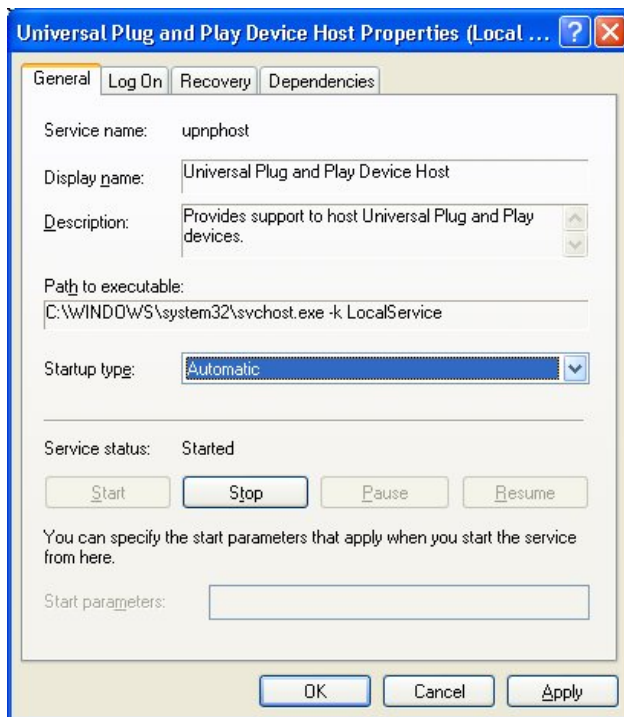 Universal Plug and Play Device Host Properties (Local ...
General Log On Recovery Dependencies
Service name: upnphost
Display name: Universal Plug and Play Device Host
Description: Provides support to host Universal Plug and Play
devices.
Path to executable:
C:\WINDOWS\system32\svchost.exe -k LocalService
Startup type: Automatic
Service status: Started
Start Stop Pause Resume
You can specify the start parameters that apply when you start the service
from here.
Start parameters:
OK Cancel Apply